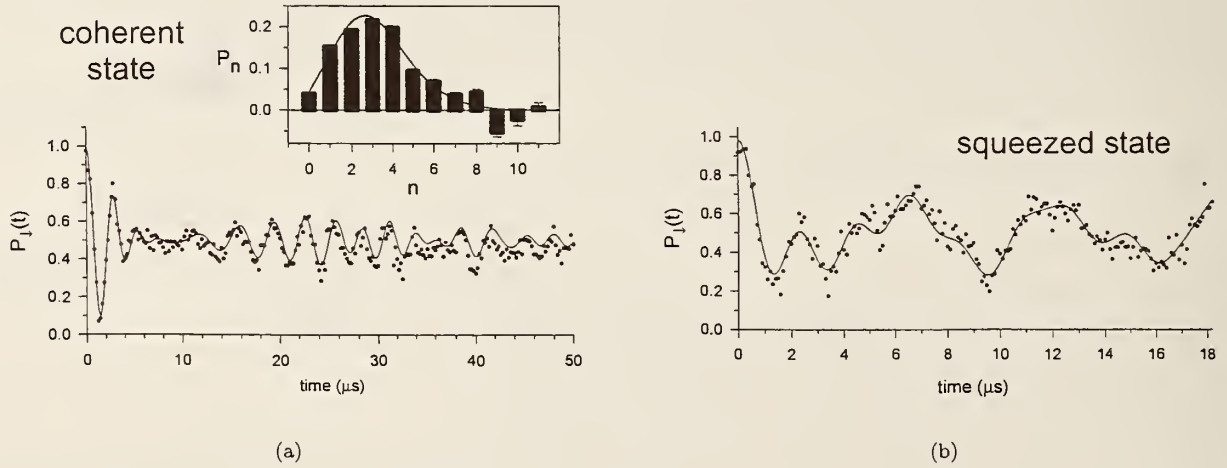 coherent
state
P_n
0.2
0.1
0.0
0 2 4 6 8 10
n
P↓(t)
1.0
0.8
0.6
0.4
0.2
0.0
0 10 20 30 40 50
time (μs)
(a)
squeezed state
P↓(t)
1.0
0.8
0.6
0.4
0.2
0.0
0 2 4 6 8 10 12 14 16 18
time (μs)
(b)